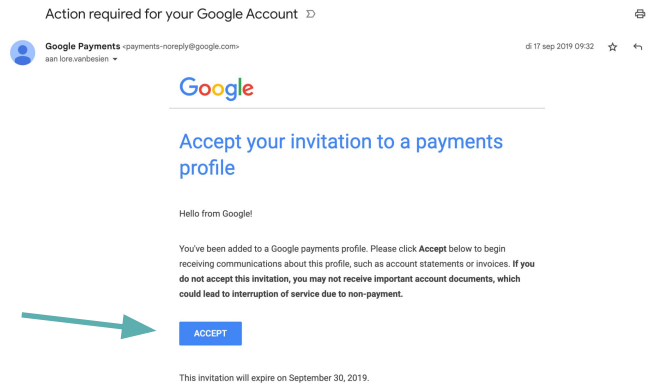 Action required for your Google Account
Google Payments <payments-noreply@google.com>
di 17 sep 2019 09:32
aan lore.vanbesien
Google
Accept your invitation to a payments
profile
Hello from Google!
You've been added to a Google payments profile. Please click Accept below to begin
receiving communications about this profile, such as account statements or invoices. If you
do not accept this invitation, you may not receive important account documents, which
could lead to interruption of service due to non-payment.
ACCEPT
This invitation will expire on September 30, 2019.